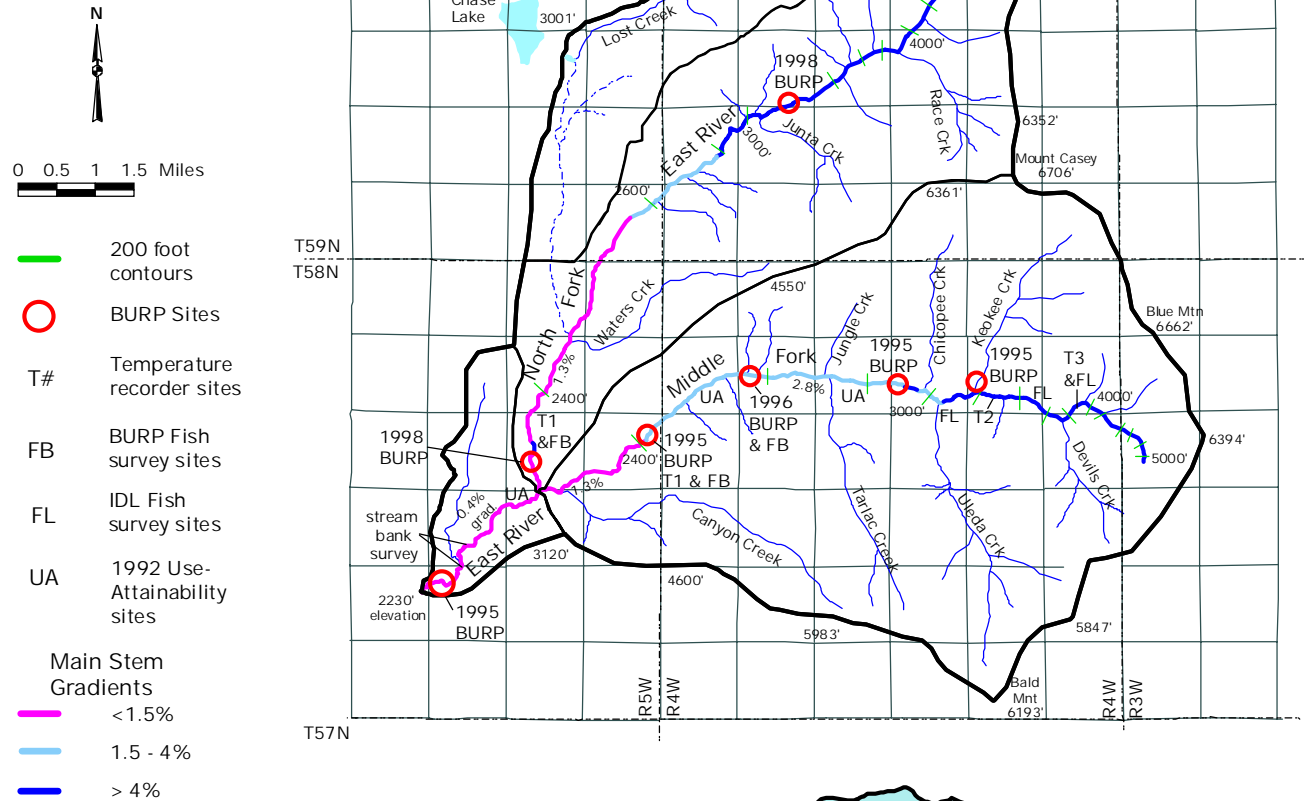 N
0 0.5 1 1.5 Miles
200 foot
contours
BURP Sites
T#
Temperature
recorder sites
FB
BURP Fish
survey sites
FL
IDL Fish
survey sites
UA
1992 Use-
Attainability
sites
Main Stem
Gradients
<1.5%
1.5 - 4%
> 4%
Chase
Lake
3001'
Lost Creek
4000'
1998
BURP
Race Crk
6352'
East River
3000'
Junta Crk
Mount Casey
6706'
2600'
6361'
T59N
T58N
North Fork
Waters Crk
4550'
Jungle Crk
Chicopee Crk
Keokee Crk
Blue Mtn
6662'
1.3%
2400'
Middle Fork
2.8%
1995
BURP
1995
BURP
T3
&FL
UA
UA
FL
4000'
1996
BURP
& FB
3000'
FL
T2
T1
&FB
1998
BURP
1995
BURP
T1 & FB
2400'
6394'
5000'
Devils Crk
UA
1.3%
0.4%
grad.
stream
bank
survey
East River
Canyon Creek
Tarlac Creek
Uleda Crk
3120'
4600'
2230'
elevation
1995
BURP
5983'
5847'
Bald
Mnt
6193'
R5W
R4W
R4W
R3W
T57N